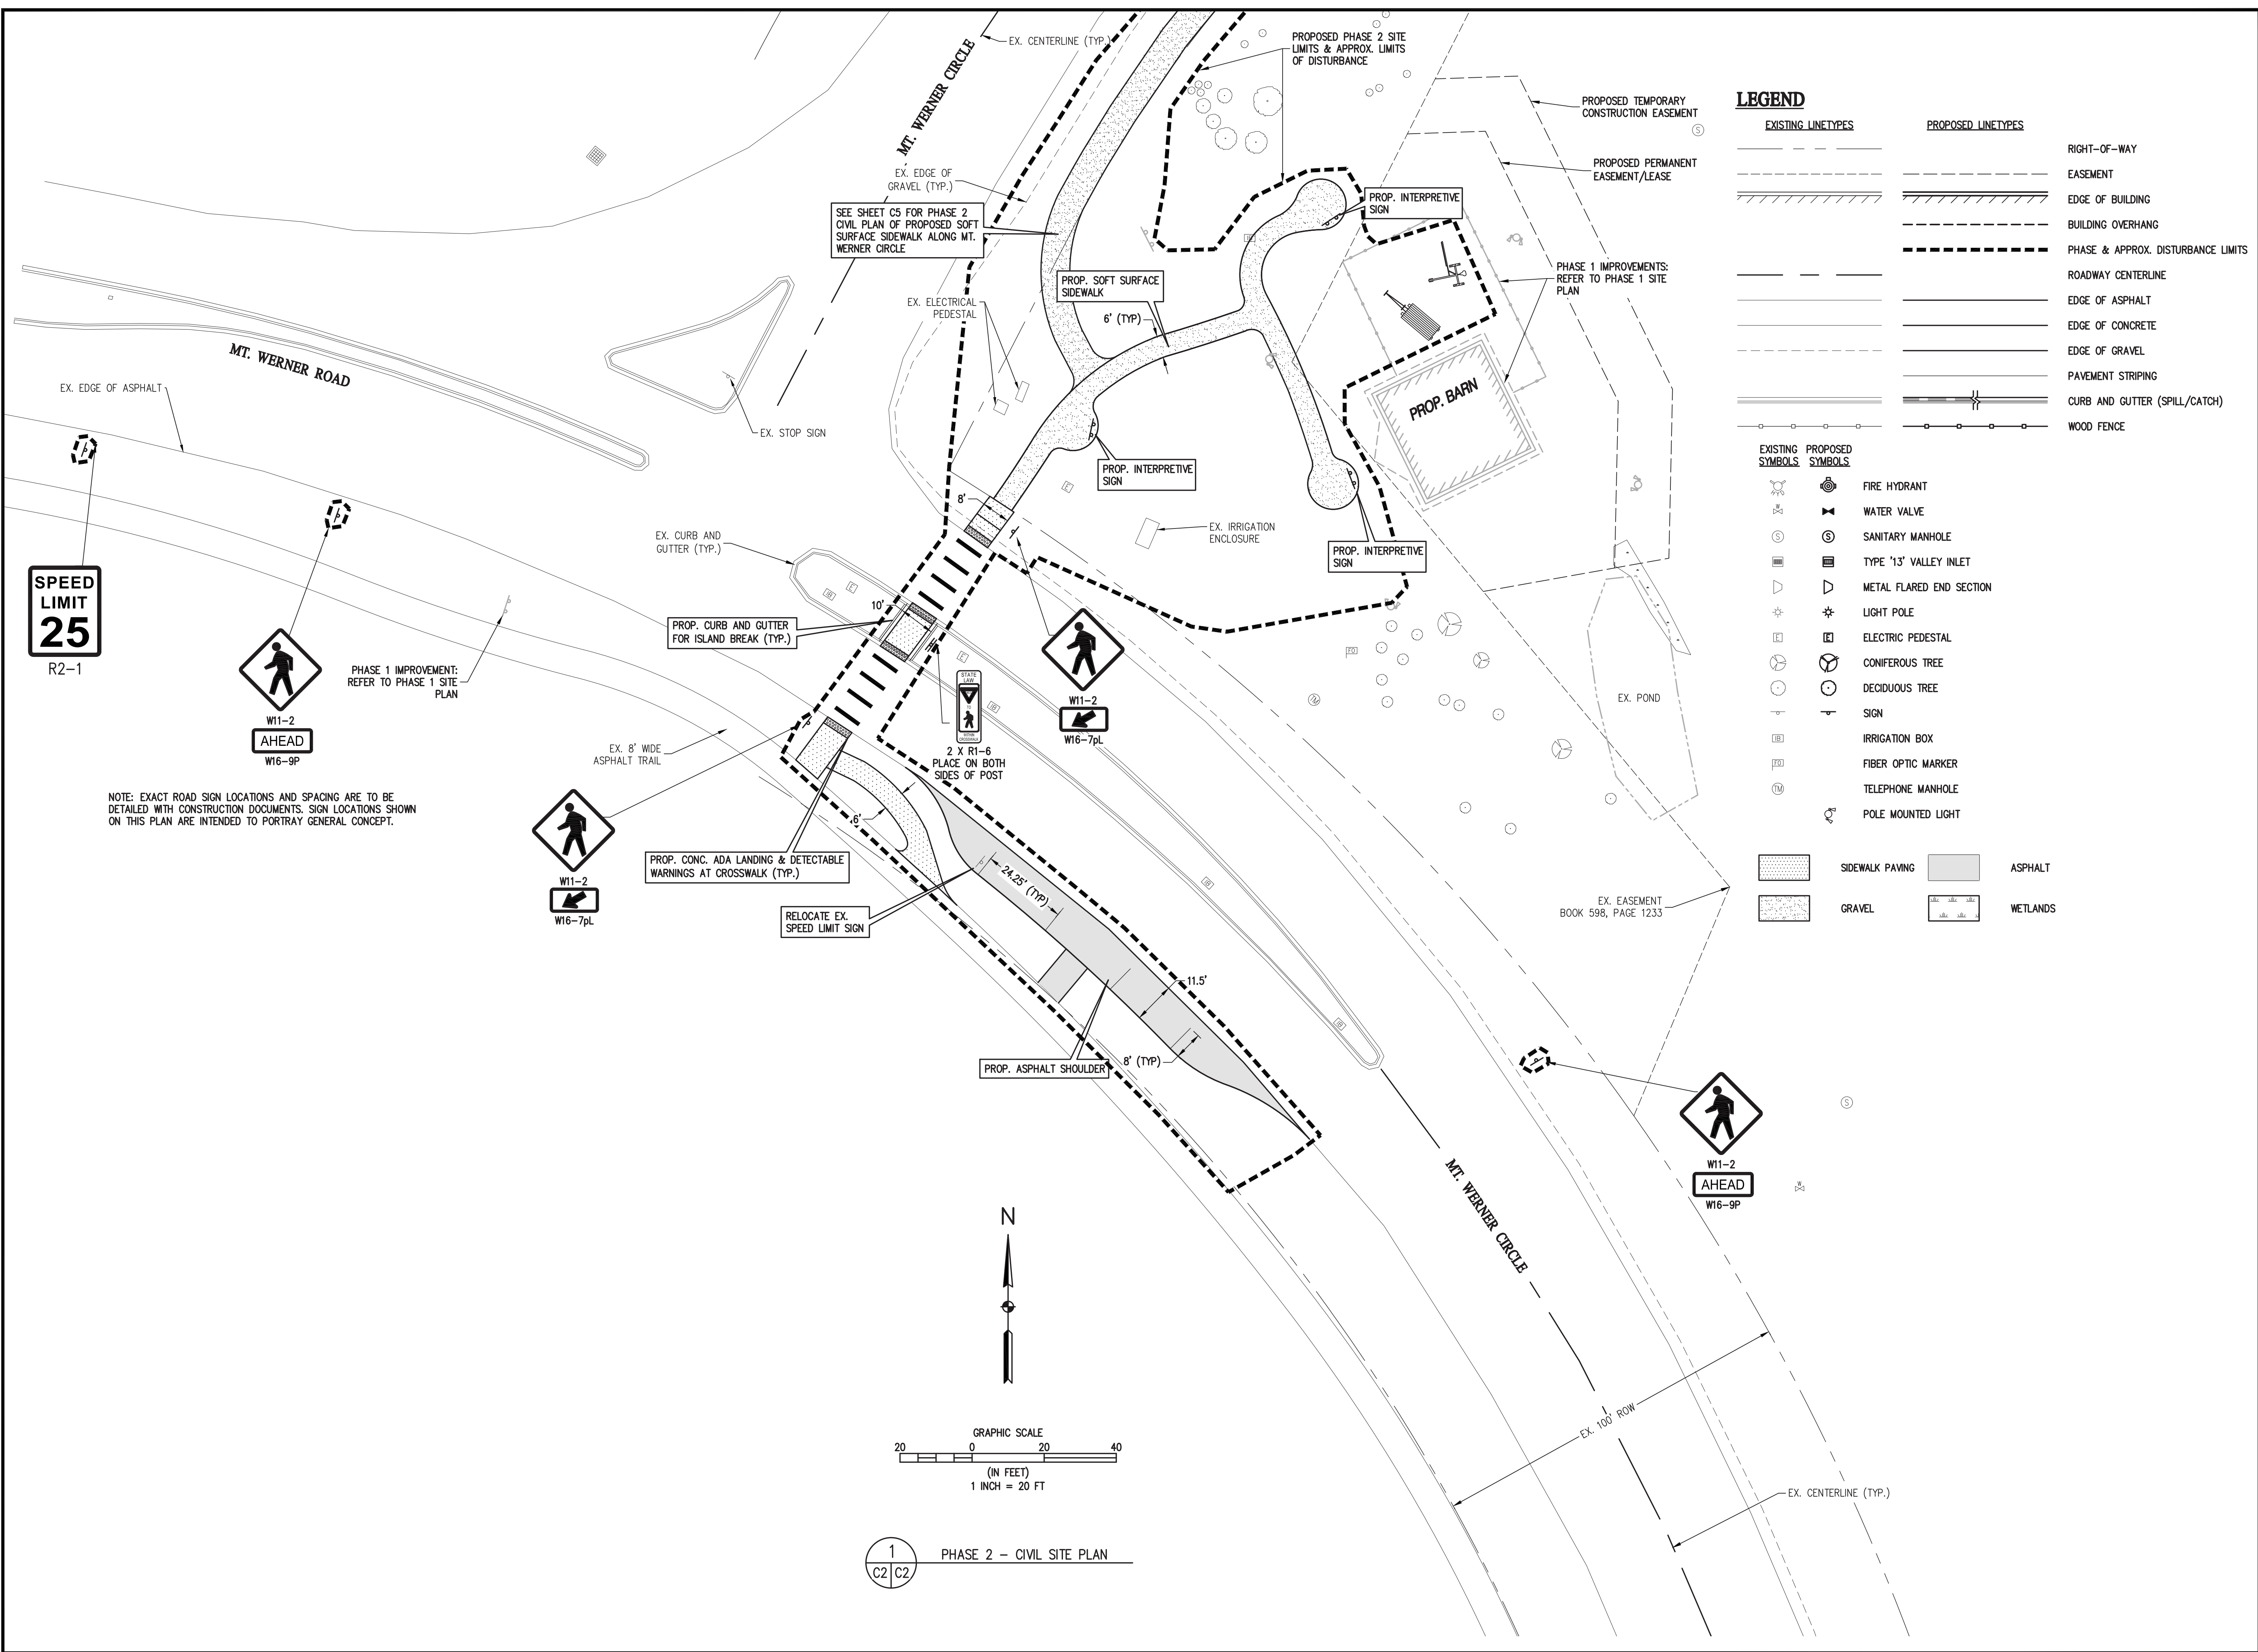 EX. CENTERLINE (TYP.)
MT. WERNER CIRCLE
PROPOSED PHASE 2 SITE
LIMITS & APPROX. LIMITS
OF DISTURBANCE
PROPOSED TEMPORARY
CONSTRUCTION EASEMENT
S
PROPOSED PERMANENT
EASEMENT/LEASE
EX. EDGE OF
GRAVEL (TYP.)
SEE SHEET C5 FOR PHASE 2
CIVIL PLAN OF PROPOSED SOFT
SURFACE SIDEWALK ALONG MT.
WERNER CIRCLE
PROP. INTERPRETIVE
SIGN
IB
PHASE 1 IMPROVEMENTS:
REFER TO PHASE 1 SITE
PLAN
PROP. SOFT SURFACE
SIDEWALK
6' (TYP)
EX. ELECTRICAL
PEDESTAL
MT. WERNER ROAD
EX. EDGE OF ASPHALT
EX. STOP SIGN
PROP. BARN
PROP. INTERPRETIVE
SIGN
E
8'
EX. CURB AND
GUTTER (TYP.)
EX. IRRIGATION
ENCLOSURE
PROP. INTERPRETIVE
SIGN
SPEED
LIMIT
25
R2-1
W11-2
AHEAD
W16-9P
PHASE 1 IMPROVEMENT:
REFER TO PHASE 1 SITE
PLAN
IB
E
10'
PROP. CURB AND GUTTER
FOR ISLAND BREAK (TYP.)
E
IB
W11-2
W16-7pL
STATE
LAW
TO
WITHIN
CROSSWALK
2 X R1-6
PLACE ON BOTH
SIDES OF POST
FO
TM
EX. POND
EX. 8' WIDE
ASPHALT TRAIL
NOTE: EXACT ROAD SIGN LOCATIONS AND SPACING ARE TO BE
DETAILED WITH CONSTRUCTION DOCUMENTS. SIGN LOCATIONS SHOWN
ON THIS PLAN ARE INTENDED TO PORTRAY GENERAL CONCEPT.
W11-2
W16-7pL
6'
PROP. CONC. ADA LANDING & DETECTABLE
WARNINGS AT CROSSWALK (TYP.)
24.25' (TYP)
RELOCATE EX.
SPEED LIMIT SIGN
IB
EX. EASEMENT
BOOK 598, PAGE 1233
11.5'
IB
8' (TYP)
PROP. ASPHALT SHOULDER
W11-2
AHEAD
W16-9P
S
W
MT. WERNER CIRCLE
EX. 100' ROW
EX. CENTERLINE (TYP.)
N
GRAPHIC SCALE
20 0 20 40
(IN FEET)
1 INCH = 20 FT
1
C2 C2
PHASE 2 - CIVIL SITE PLAN
LEGEND
EXISTING LINETYPES PROPOSED LINETYPES
RIGHT-OF-WAY
EASEMENT
EDGE OF BUILDING
BUILDING OVERHANG
PHASE & APPROX. DISTURBANCE LIMITS
ROADWAY CENTERLINE
EDGE OF ASPHALT
EDGE OF CONCRETE
EDGE OF GRAVEL
PAVEMENT STRIPING
CURB AND GUTTER (SPILL/CATCH)
WOOD FENCE
EXISTING PROPOSED
SYMBOLS SYMBOLS
FIRE HYDRANT
W WATER VALVE
S S SANITARY MANHOLE
TYPE '13' VALLEY INLET
METAL FLARED END SECTION
LIGHT POLE
E E ELECTRIC PEDESTAL
CONIFEROUS TREE
DECIDUOUS TREE
SIGN
IB IRRIGATION BOX
FO FIBER OPTIC MARKER
TM TELEPHONE MANHOLE
POLE MOUNTED LIGHT
SIDEWALK PAVING ASPHALT
GRAVEL WETLANDS